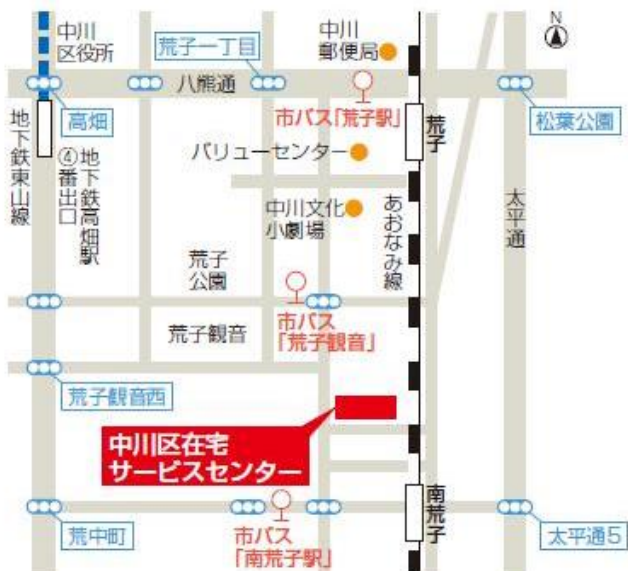 中川
区役所
荒子一丁目
中川
郵便局
N
八熊通
高畑
市バス「荒子駅」
荒子
松葉公園
地下鉄東山線
地下鉄高畑駅
④番出口
バリューセンター
中川文化
小劇場
あおなみ線
太平通
荒子
公園
市バス
「荒子観音」
荒子観音
荒子観音西
中川区在宅
サービスセンター
荒中町
市バス
「南荒子駅」
南荒子
太平通5